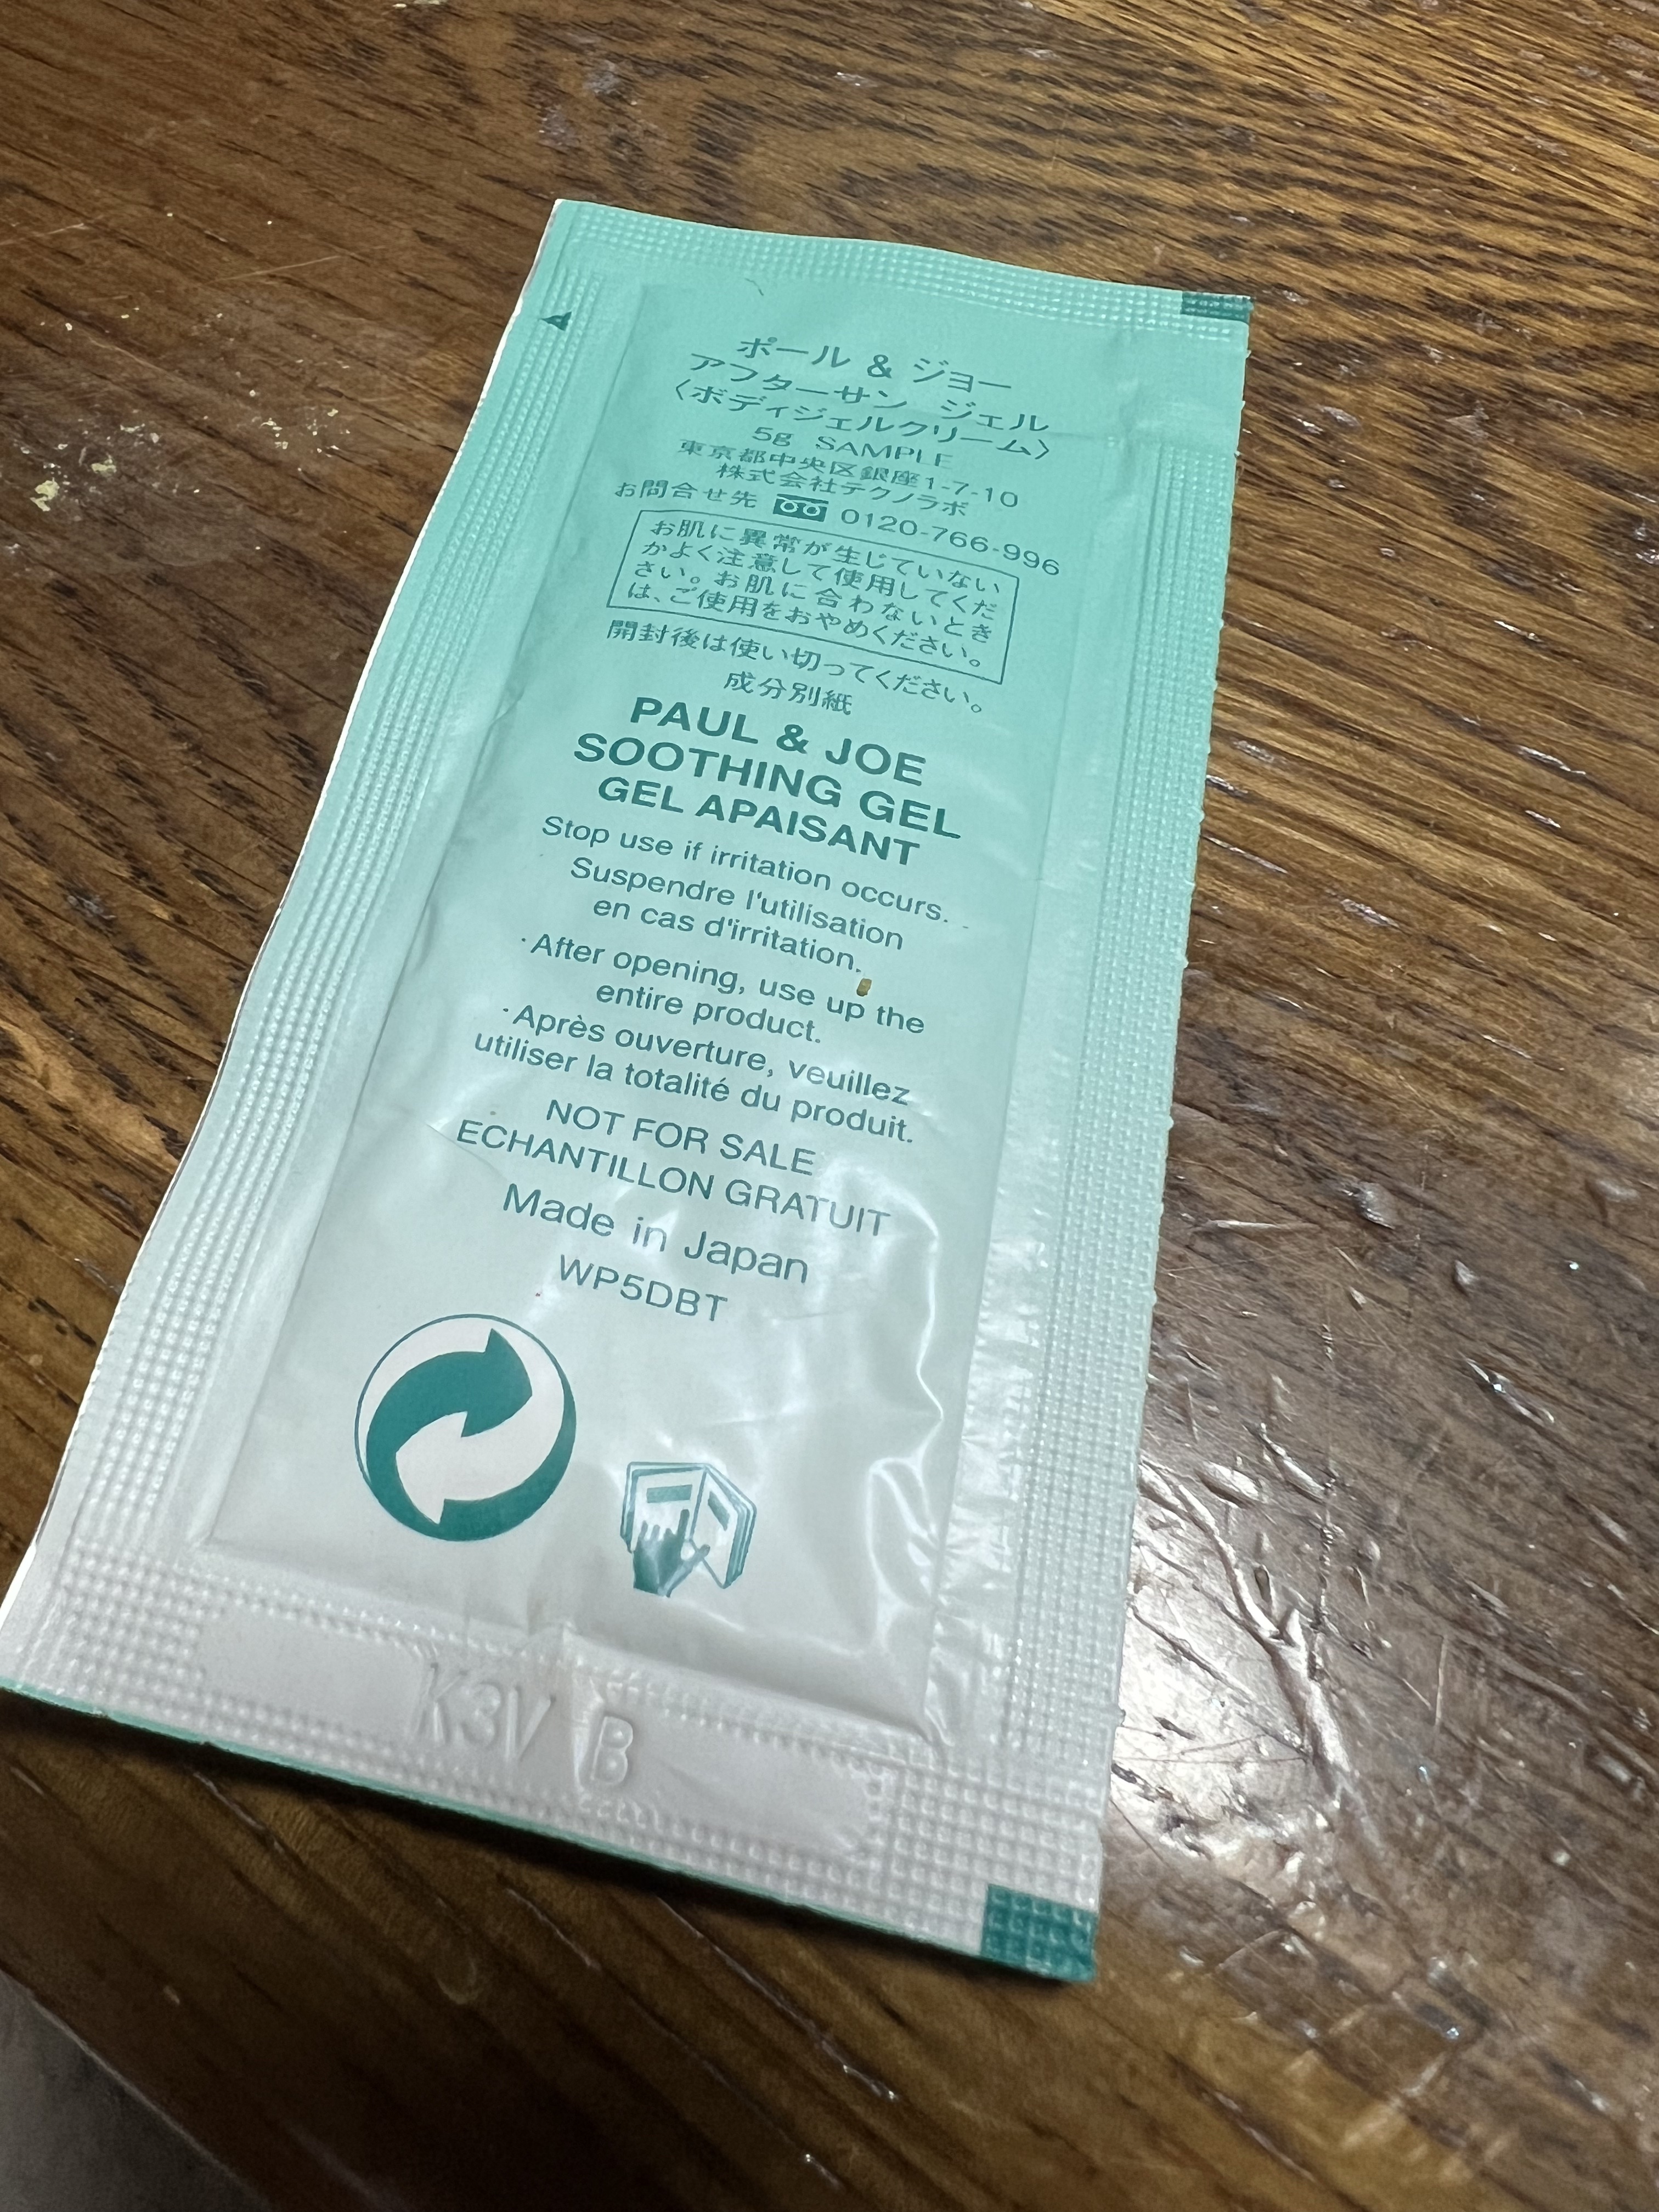 ポール & ジョー
アフターサン ジェル
〈ボディジェルクリーム〉
5g SAMPLE
東京都中央区銀座1-7-10
株式会社テクノラボ
お問合せ先 0120-766-996
お肌に異常が生じていない
かよく注意して使用してくだ
さい。お肌に合わないとき
は、ご使用をおやめください。
開封後は使い切ってください。
成分別紙
PAUL & JOE
SOOTHING GEL
GEL APAISANT
Stop use if irritation occurs.
Suspendre l'utilisation
en cas d'irritation.
·After opening, use up the
entire product.
·Après ouverture, veuillez
utiliser la totalité du produit.
NOT FOR SALE
ECHANTILLON GRATUIT
Made in Japan
WP5DBT
K3V B